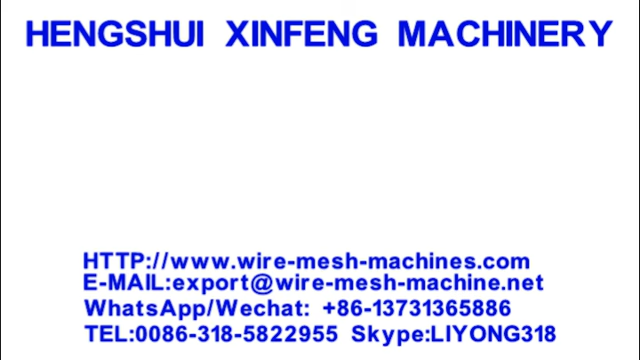 HENGSHUI XINFENG MACHINERY
HTTP://www.wire-mesh-machines.com
E-MAIL:export@wire-mesh-machine.net
WhatsApp/Wechat: +86-13731365886
TEL:0086-318-5822955 Skype:LIYONG318